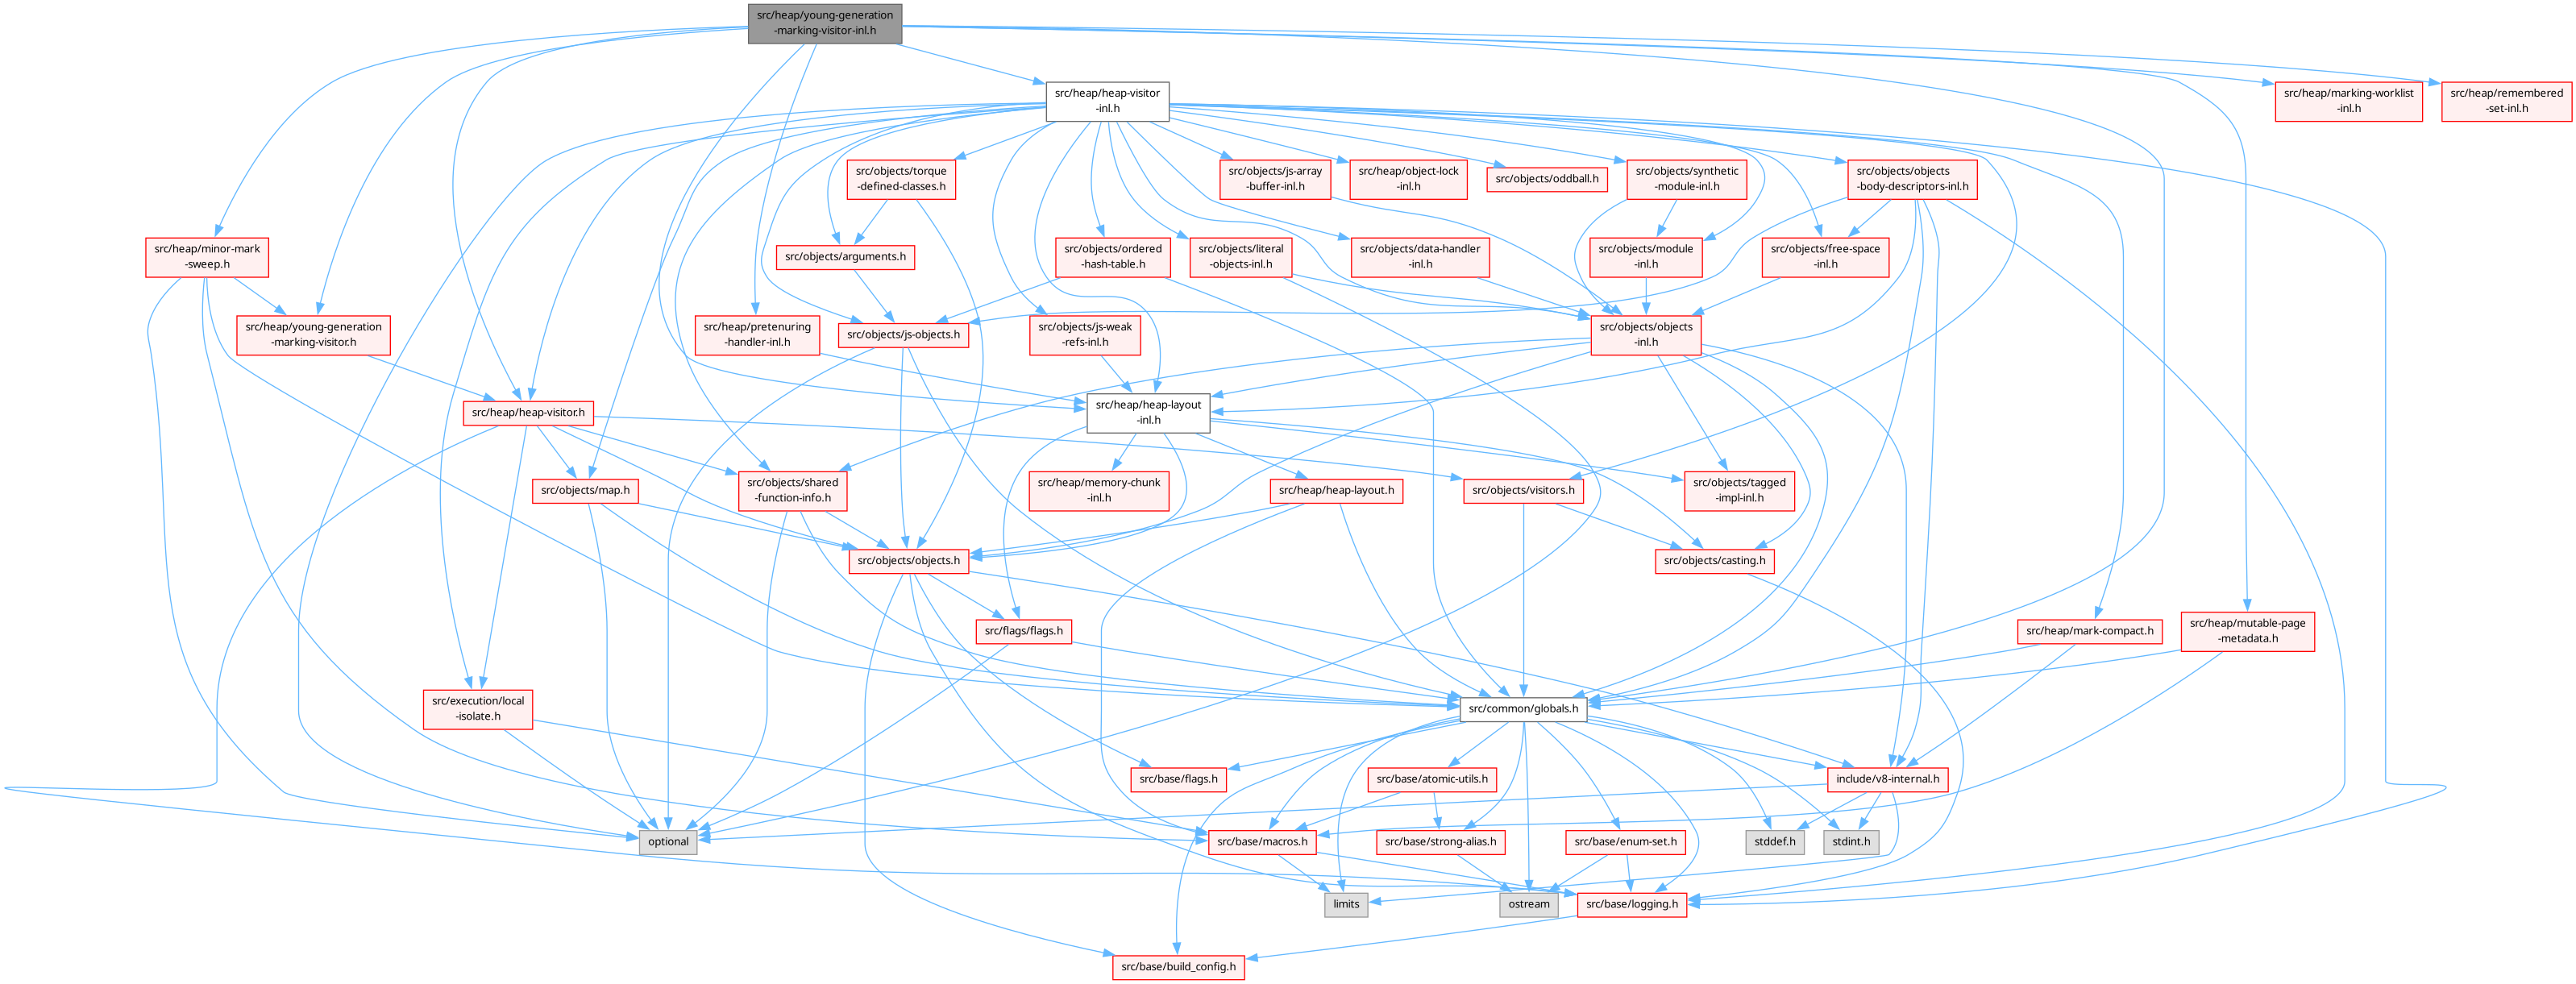 src/heap/young-generation
-marking-visitor-inl.h
src/heap/heap-visitor
-inl.h
src/heap/marking-worklist
-inl.h
src/heap/remembered
-set-inl.h
src/objects/torque
-defined-classes.h
src/objects/js-array
-buffer-inl.h
src/heap/object-lock
-inl.h
src/objects/oddball.h
src/objects/synthetic
-module-inl.h
src/objects/objects
-body-descriptors-inl.h
src/heap/minor-mark
-sweep.h
src/objects/arguments.h
src/objects/ordered
-hash-table.h
src/objects/literal
-objects-inl.h
src/objects/data-handler
-inl.h
src/objects/module
-inl.h
src/objects/free-space
-inl.h
src/heap/young-generation
-marking-visitor.h
src/heap/pretenuring
-handler-inl.h
src/objects/js-objects.h
src/objects/js-weak
-refs-inl.h
src/objects/objects
-inl.h
src/heap/heap-visitor.h
src/heap/heap-layout
-inl.h
src/objects/map.h
src/objects/shared
-function-info.h
src/heap/memory-chunk
-inl.h
src/heap/heap-layout.h
src/objects/visitors.h
src/objects/tagged
-impl-inl.h
src/objects/objects.h
src/objects/casting.h
src/flags/flags.h
src/heap/mark-compact.h
src/heap/mutable-page
-metadata.h
src/execution/local
-isolate.h
src/common/globals.h
src/base/flags.h
src/base/atomic-utils.h
include/v8-internal.h
optional
src/base/macros.h
src/base/strong-alias.h
src/base/enum-set.h
stddef.h
stdint.h
limits
ostream
src/base/logging.h
src/base/build_config.h